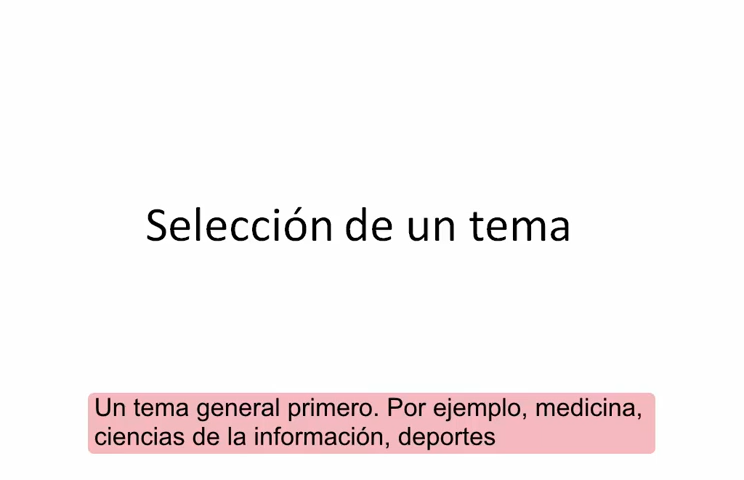 Selección de un tema
Un tema general primero. Por ejemplo, medicina,
ciencias de la información, deportes